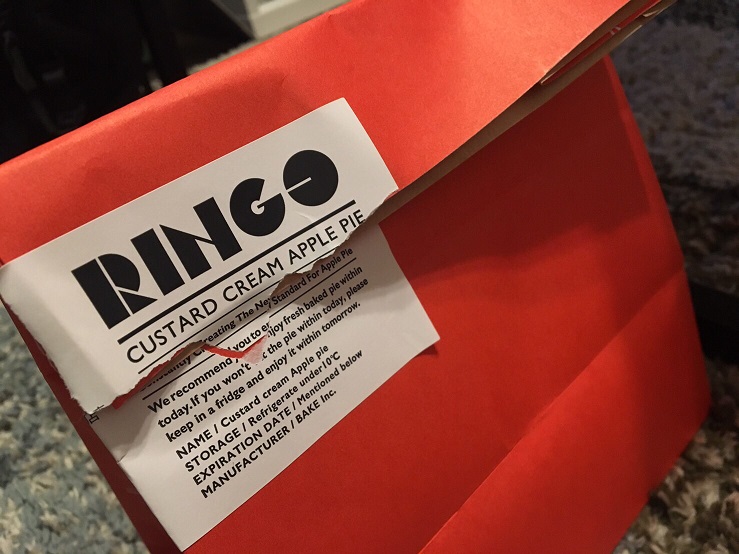 RINGO
CUSTARD CREAM APPLE PIE
Creating The New Standard For Apple Pie
We recommend you to enjoy fresh baked pie within
today.If you won't the pie within today, please
keep in a fridge and enjoy it within tomorrow.
NAME / Custard cream Apple pie
STORAGE / Refrigerate under10℃
EXPIRATION DATE / Mentioned below
MANUFACTURER / BAKE Inc.